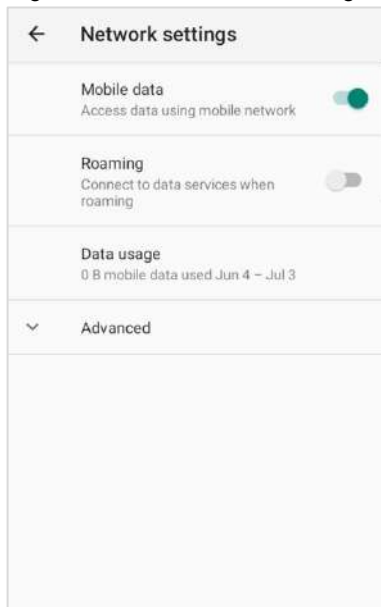 Network settings
Mobile data
Access data using mobile network
Roaming
Connect to data services when
roaming
Data usage
0 B mobile data used Jun 4 – Jul 3
Advanced